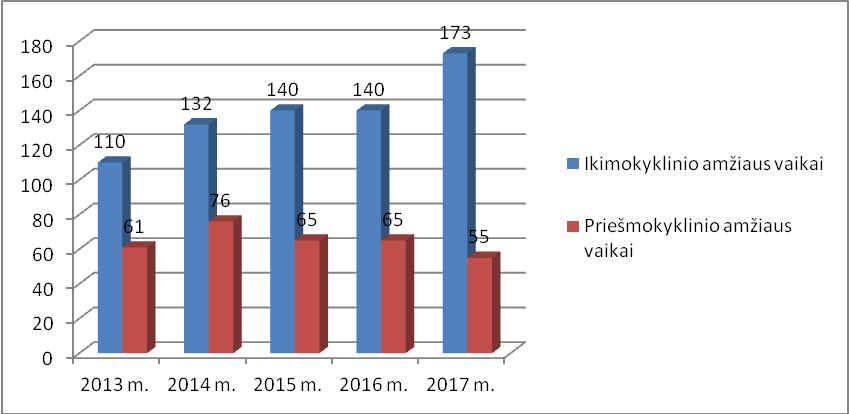 180
160
140
120
100
80
60
40
20
0
110
61
132
76
140
65
140
65
173
55
2013 m.
2014 m.
2015 m.
2016 m.
2017 m.
Ikimokyklinio amžiaus vaikai
Priešmokyklinio amžiaus
vaikai